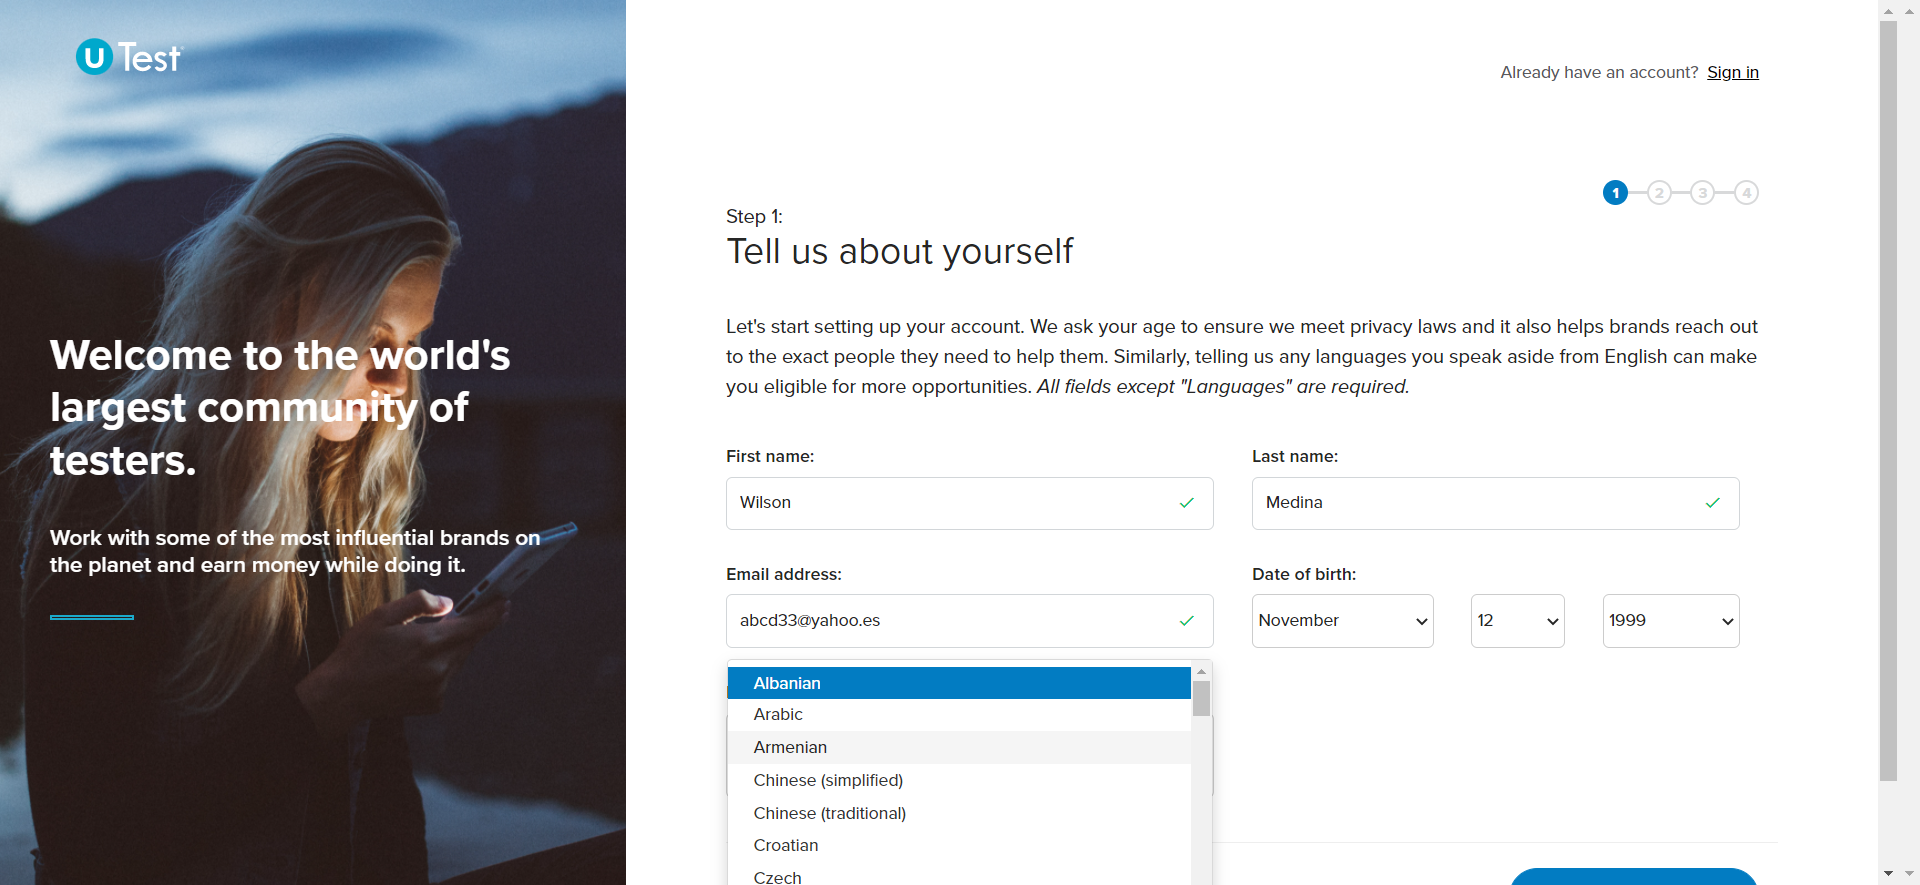 U Test
Already have an account? Sign in
1 2 3 4
Step 1:
Tell us about yourself
Let's start setting up your account. We ask your age to ensure we meet privacy laws and it also helps brands reach out
to the exact people they need to help them. Similarly, telling us any languages you speak aside from English can make
you eligible for more opportunities. All fields except "Languages" are required.
Welcome to the world's
largest community of
testers.
Work with some of the most influential brands on
the planet and earn money while doing it.
First name:
Last name:
Wilson
Medina
Email address:
Date of birth:
abcd33@yahoo.es
November
12
1999
Albanian
Arabic
Armenian
Chinese (simplified)
Chinese (traditional)
Croatian
Czech